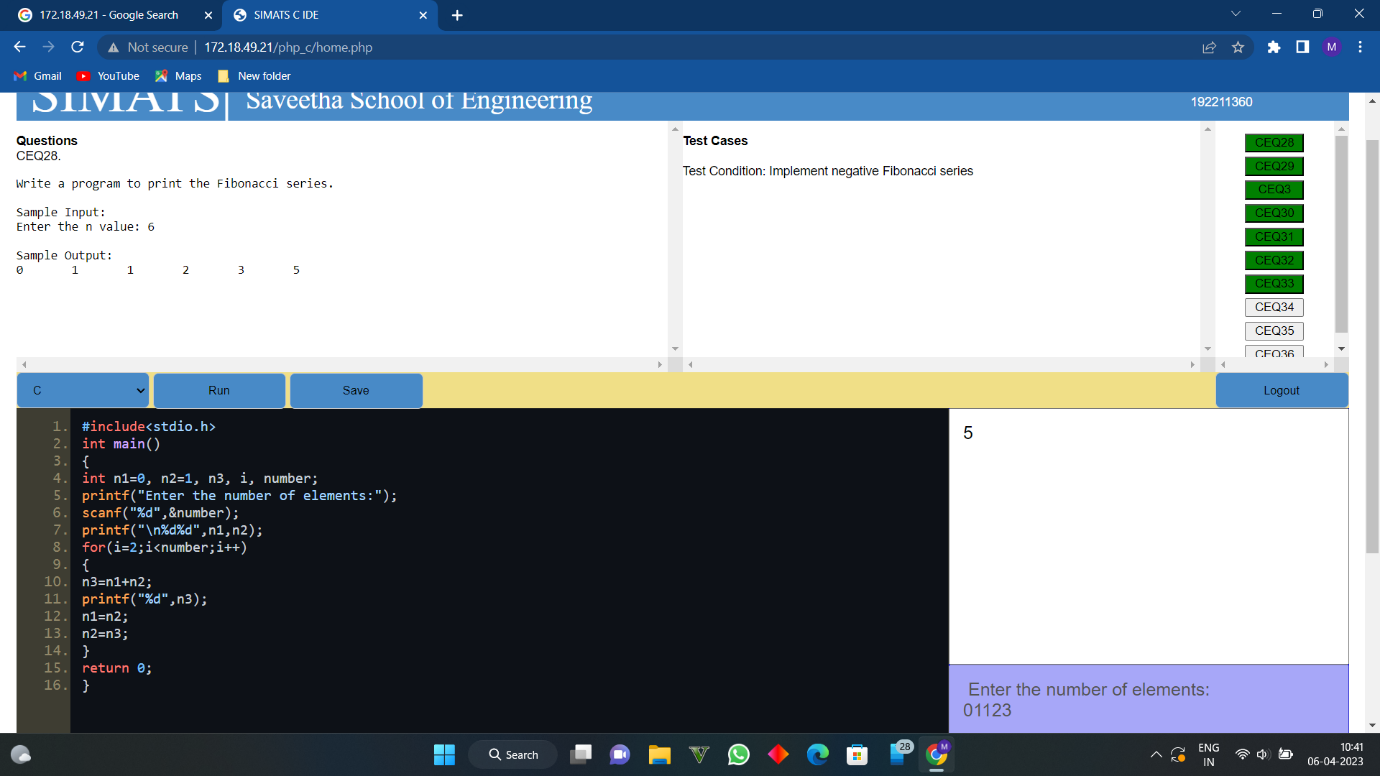 172.18.49.21 - Google Search
SIMATS C IDE
Not secure
172.18.49.21/php_c/home.php
M
Gmail
YouTube
Maps
New folder
SIMATS
Saveetha School of Engineering
192211360
Questions
CEQ28.
Write a program to print the Fibonacci series.
Sample Input:
Enter the n value: 6
Sample Output:
0 1 1 2 3 5
Test Cases
Test Condition: Implement negative Fibonacci series
CEQ28
CEQ29
CEQ3
CEQ30
CEQ31
CEQ32
CEQ33
CEQ34
CEQ35
CEQ36
C
Run
Save
Logout
1. #include<stdio.h>
2. int main()
3. {
4. int n1=0, n2=1, n3, i, number;
5. printf("Enter the number of elements:");
6. scanf("%d",&number);
7. printf("\n%d%d",n1,n2);
8. for(i=2;i<number;i++)
9. {
10. n3=n1+n2;
11. printf("%d",n3);
12. n1=n2;
13. n2=n3;
14. }
15. return 0;
16. }
5
Enter the number of elements:
01123
Search
28
M
ENG
IN
10:41
06-04-2023